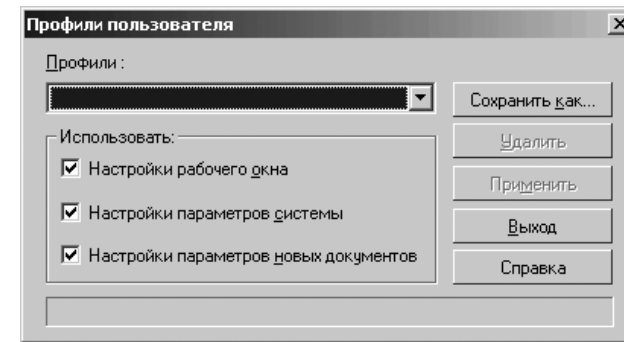 Профили пользователя
Профили :
Сохранить как...
Использовать:
Удалить
Настройки рабочего окна
Применить
Настройки параметров системы
Выход
Настройки параметров новых документов
Справка